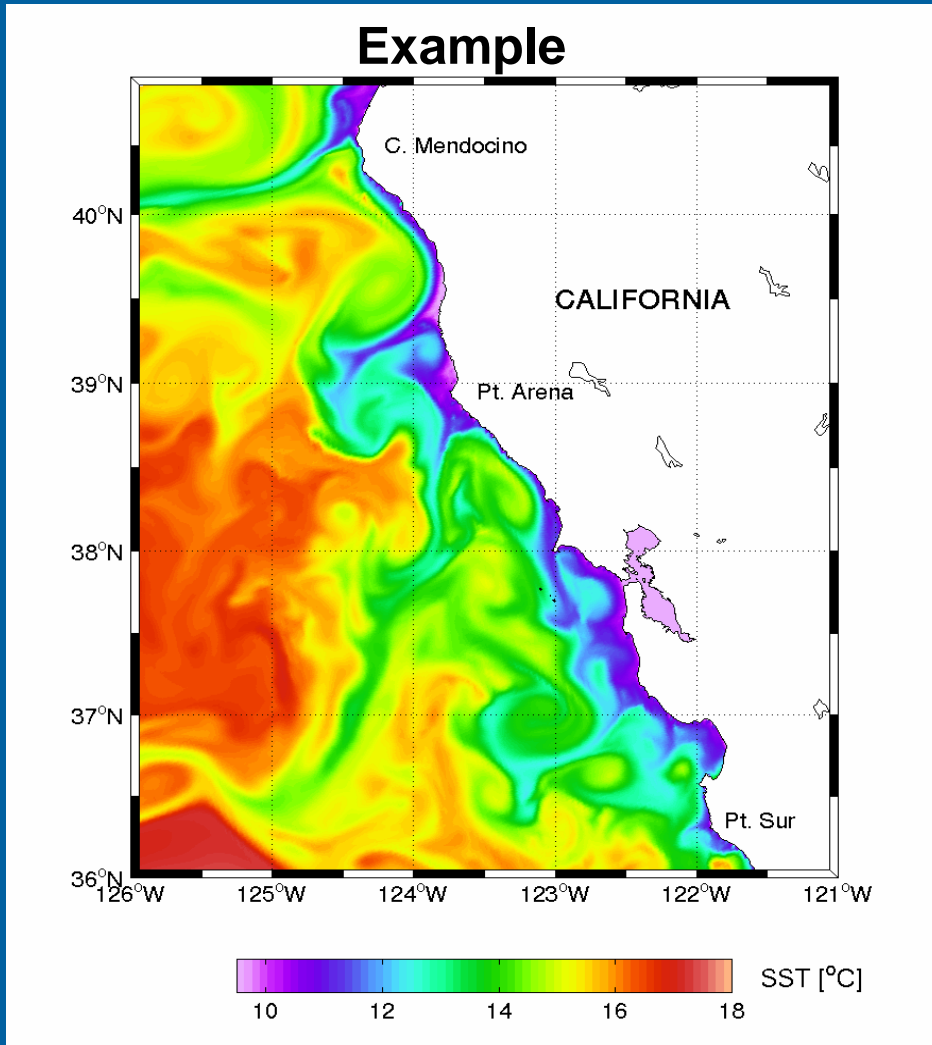 Example
C. Mendocino
40°N
CALIFORNIA
39°N
Pt. Arena
38°N
37°N
Pt. Sur
36°N
126°W 125°W 124°W 123°W 122°W 121°W
SST [°C]
10 12 14 16 18